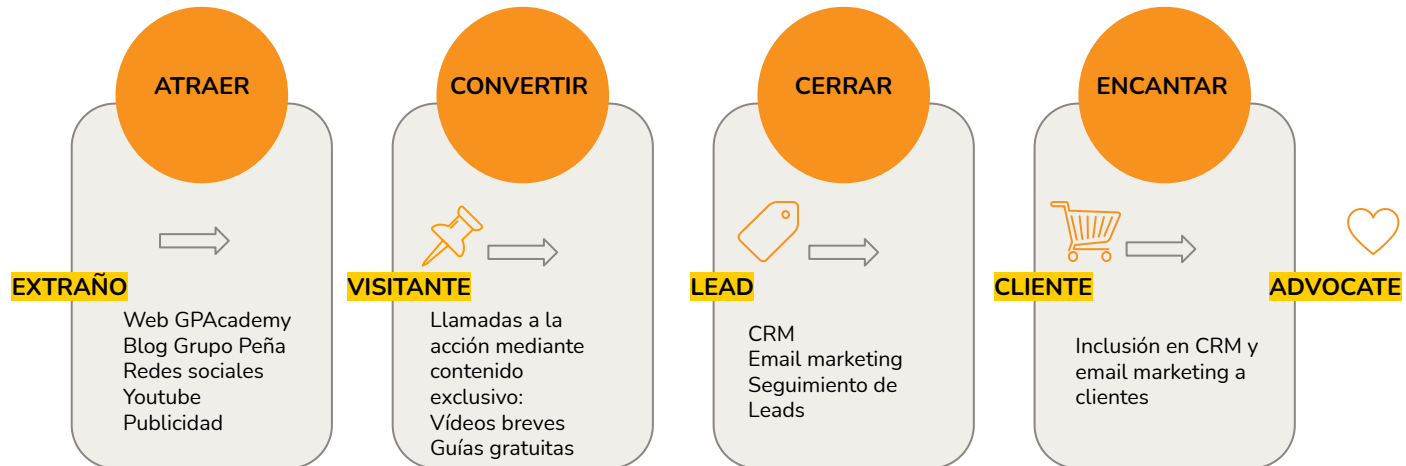 ATRAER
CONVERTIR
CERRAR
ENCANTAR
EXTRAÑO
VISITANTE
LEAD
CLIENTE
ADVOCATE
Web GPAcademy
Blog Grupo Peña
Redes sociales
Youtube
Publicidad
Llamadas a la
acción mediante
contenido
exclusivo:
Vídeos breves
Guías gratuitas
CRM
Email marketing
Seguimiento de
Leads
Inclusión en CRM y
email marketing a
clientes